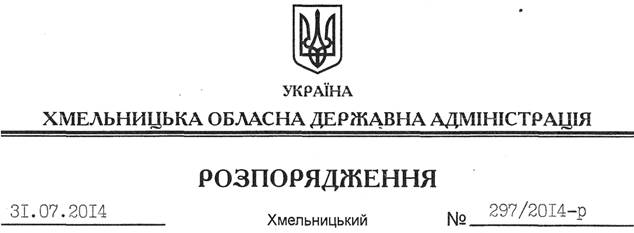 УКРАЇНА
ХМЕЛЬНИЦЬКА ОБЛАСНА ДЕРЖАВНА АДМІНІСТРАЦІЯ
РОЗПОРЯДЖЕННЯ
31.07.2014 Хмельницький № 297/2014-р